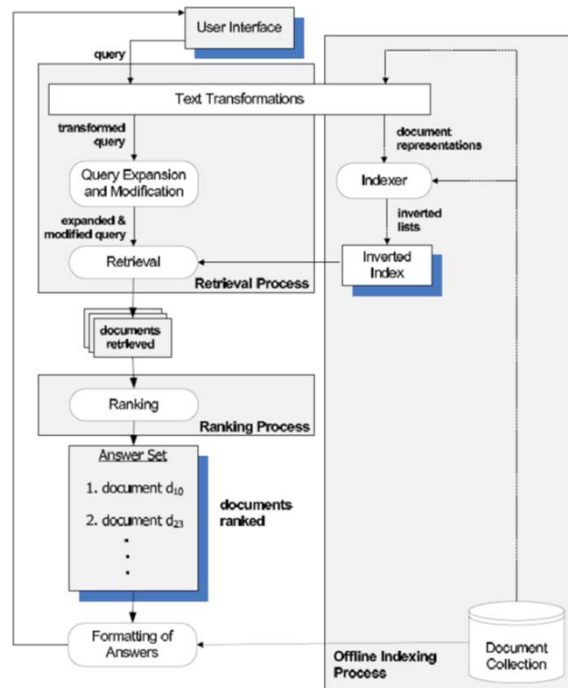 User Interface
query
Text Transformations
transformed
query
document
representations
Query Expansion
and Modification
Indexer
expanded &
modified query
inverted
lists
Retrieval
Inverted
Index
Retrieval Process
documents
retrieved
Ranking
Ranking Process
Answer Set
1. document d₁₀
2. document d₂₃
documents
ranked
Formatting of
Answers
Offline Indexing
Process
Document
Collection